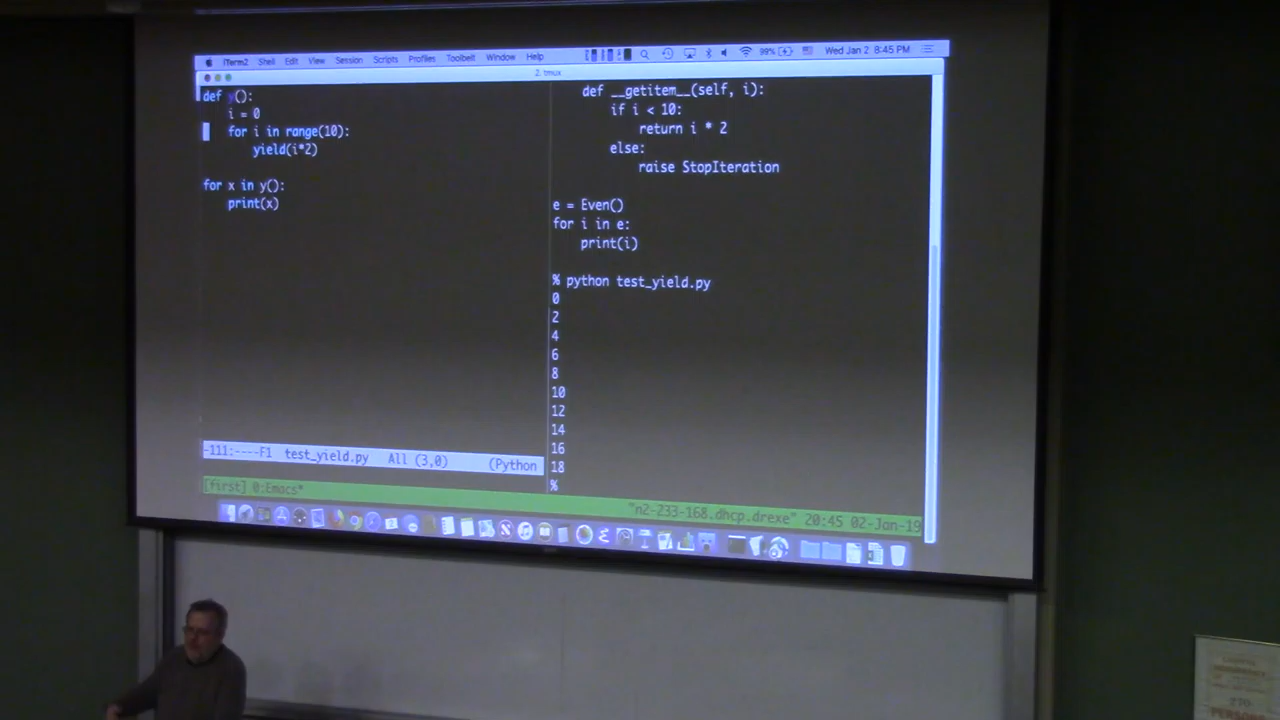 iTerm2 Shell Edit View Session Scripts Profiles Toolbelt Window Help 99% Wed Jan 2 8:45 PM
2. tmux
def y():
    i = 0
    for i in range(10):
        yield(i*2)
for x in y():
    print(x)
-111:----F1 test_yield.py All (3,0) (Python
def __getitem__(self, i):
    if i < 10:
        return i * 2
    else:
        raise StopIteration
e = Even()
for i in e:
    print(i)
% python test_yield.py
0
2
4
6
8
10
12
14
16
18
%
[first] 0:Emacs* "n2-233-168.dhcp.drexe" 20:45 02-Jan-19